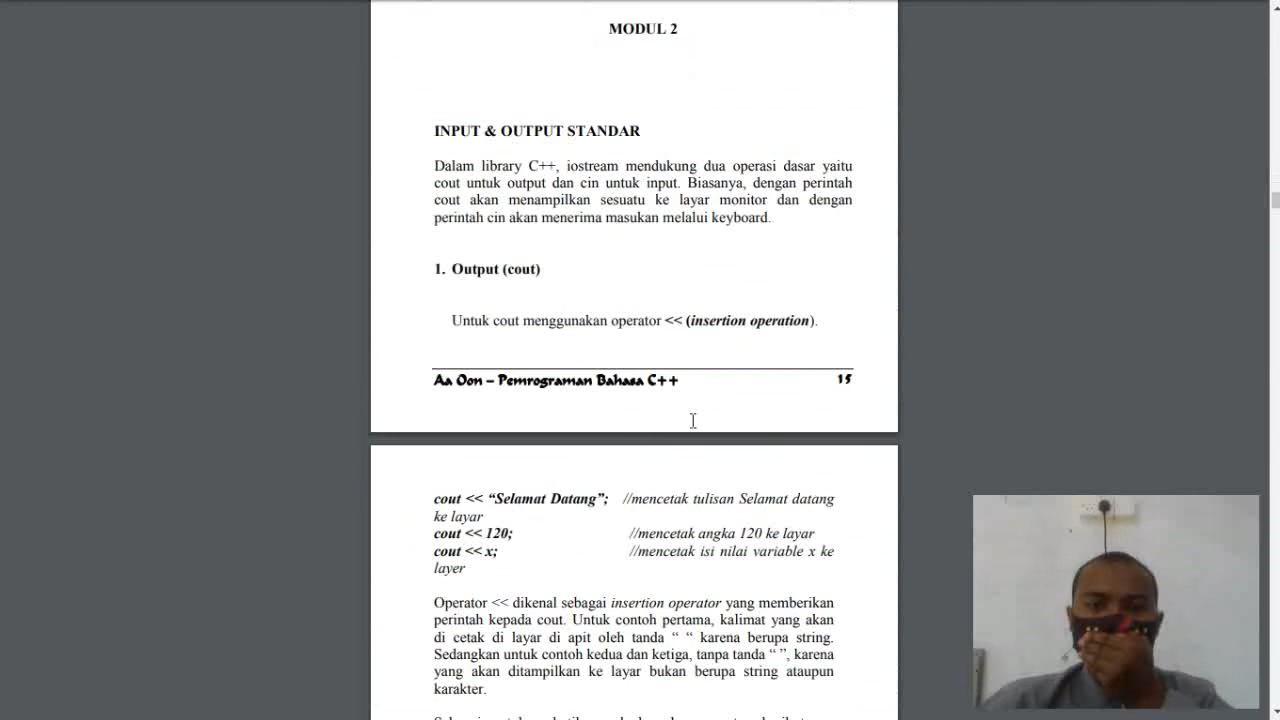 MODUL 2
INPUT & OUTPUT STANDAR
Dalam library C++, iostream mendukung dua operasi dasar yaitu
cout untuk output dan cin untuk input. Biasanya, dengan perintah
cout akan menampilkan sesuatu ke layar monitor dan dengan
perintah cin akan menerima masukan melalui keyboard.
1. Output (cout)
Untuk cout menggunakan operator << (insertion operation).
Aa Oon – Pemrograman Bahasa C++ 15
cout << “Selamat Datang”; //mencetak tulisan Selamat datang
ke layar
cout << 120; //mencetak angka 120 ke layar
cout << x; //mencetak isi nilai variable x ke
layer
Operator << dikenal sebagai insertion operator yang memberikan
perintah kepada cout. Untuk contoh pertama, kalimat yang akan
di cetak di layar di apit oleh tanda “ “ karena berupa string.
Sedangkan untuk contoh kedua dan ketiga, tanpa tanda “ ”, karena
yang akan ditampilkan ke layar bukan berupa string ataupun
karakter.